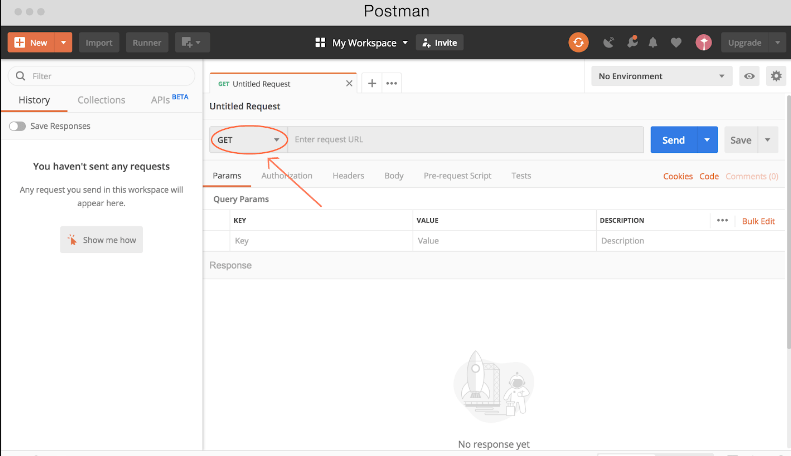 Postman
New Import Runner My Workspace Invite Upgrade
Filter
History Collections APIs BETA
Save Responses
You haven't sent any requests
Any request you send in this workspace will
appear here.
Show me how
GET Untitled Request
No Environment
Untitled Request
GET Enter request URL Send Save
Params Authorization Headers Body Pre-request Script Tests Cookies Code Comments (0)
Query Params
KEY VALUE DESCRIPTION Bulk Edit
Key Value Description
Response
No response yet